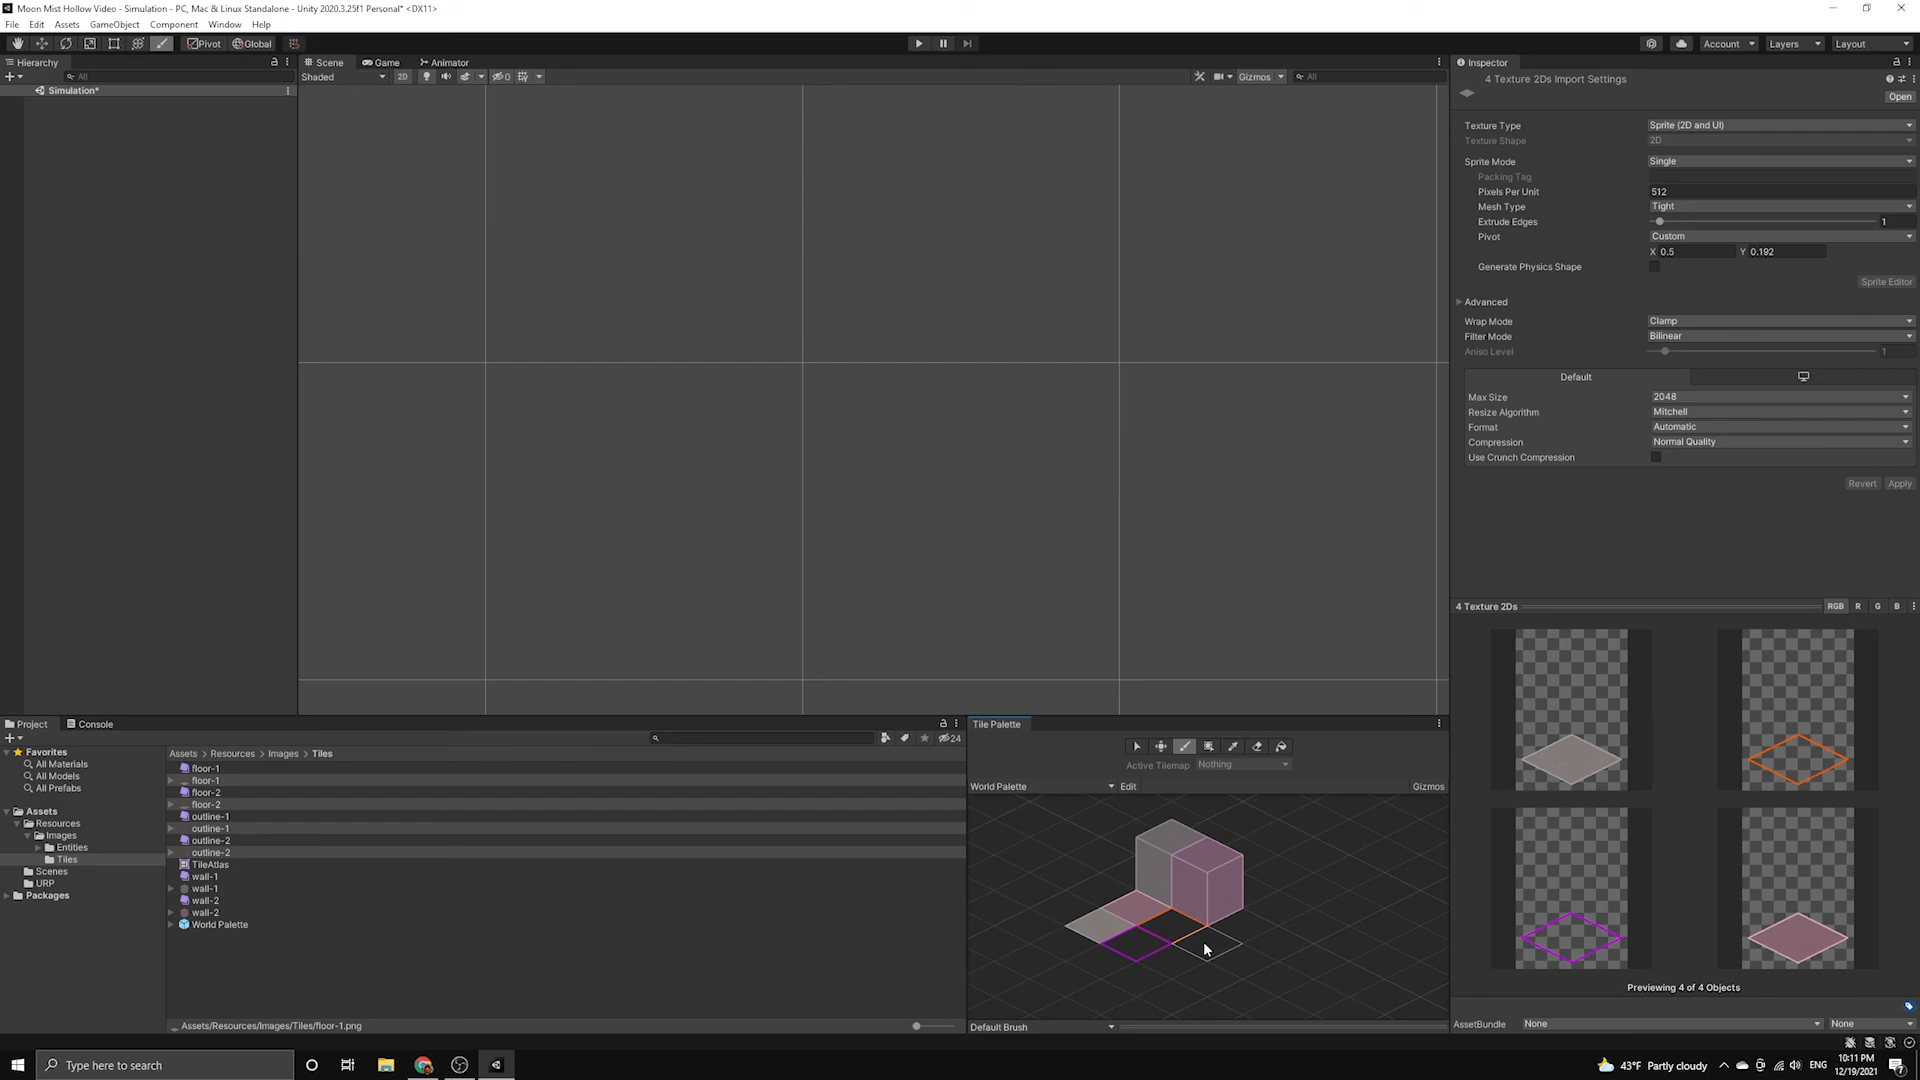 Moon Mist Hollow Video - Simulation - PC, Mac & Linux Standalone - Unity 2020.3.25f1 Personal* <DX11>
File Edit Assets GameObject Component Window Help
Pivot Global Account Layers Layout
Hierarchy Scene Game Animator Inspector
All Shaded 2D 0 Gizmos All 4 Texture 2Ds Import Settings
Simulation*
Open
Texture Type Sprite (2D and UI)
Texture Shape 2D
Sprite Mode Single
Packing Tag
Pixels Per Unit 512
Mesh Type Tight
Extrude Edges 1
Pivot Custom
X 0.5 Y 0.192
Generate Physics Shape
Sprite Editor
Advanced
Wrap Mode Clamp
Filter Mode Bilinear
Aniso Level 1
Default
Max Size 2048
Resize Algorithm Mitchell
Format Automatic
Compression Normal Quality
Use Crunch Compression
Revert Apply
4 Texture 2Ds RGB R G B
Previewing 4 of 4 Objects
AssetBundle None None
Project Console
24
Favorites
All Materials
All Models
All Prefabs
Assets
Resources
Images
Entities
Tiles
Scenes
URP
Packages
Assets > Resources > Images > Tiles
floor-1
floor-1
floor-2
floor-2
outline-1
outline-1
outline-2
outline-2
TileAtlas
wall-1
wall-1
wall-2
wall-2
World Palette
Assets/Resources/Images/Tiles/floor-1.png
Tile Palette
Active Tilemap Nothing
World Palette Edit Gizmos
Default Brush
Type here to search
43°F Partly cloudy ENG
10:11 PM
12/19/2021
7